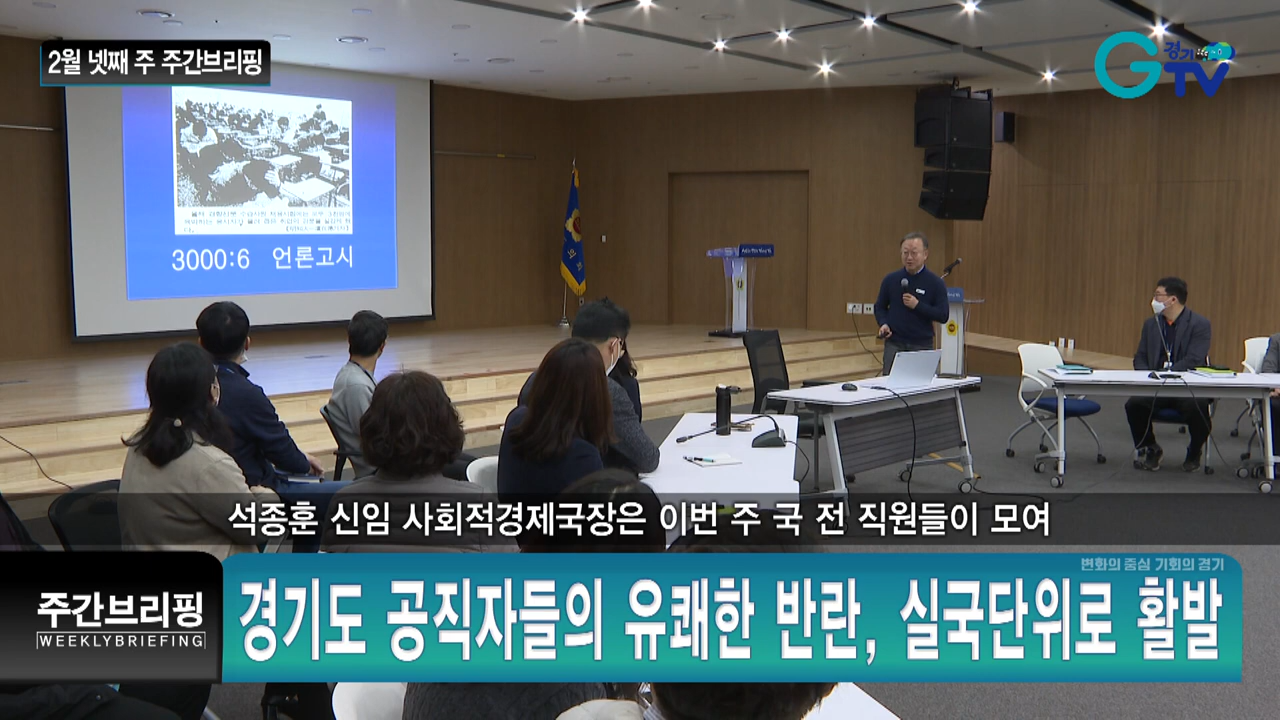 2월 넷째 주 주간브리핑
경기
GTV
3000:6 언론고시
석종훈 신임 사회적경제국장은 이번 주 국 전 직원들이 모여
변화의 중심 기회의 경기
주간브리핑
WEEKLYBRIEFING
경기도 공직자들의 유쾌한 반란, 실국단위로 활발